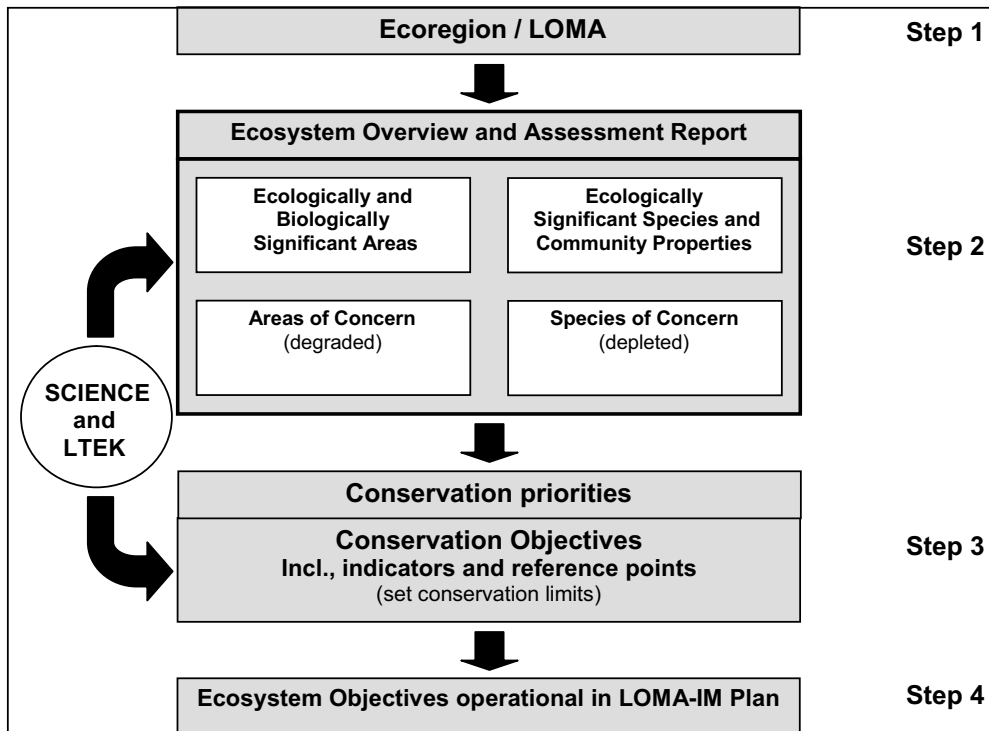 Ecoregion / LOMA
Step 1
Ecosystem Overview and Assessment Report
Ecologically and
Biologically
Significant Areas
Ecologically
Significant Species and
Community Properties
Step 2
Areas of Concern
(degraded)
Species of Concern
(depleted)
SCIENCE
and
LTEK
Conservation priorities
Conservation Objectives
Incl., indicators and reference points
(set conservation limits)
Step 3
Ecosystem Objectives operational in LOMA-IM Plan
Step 4